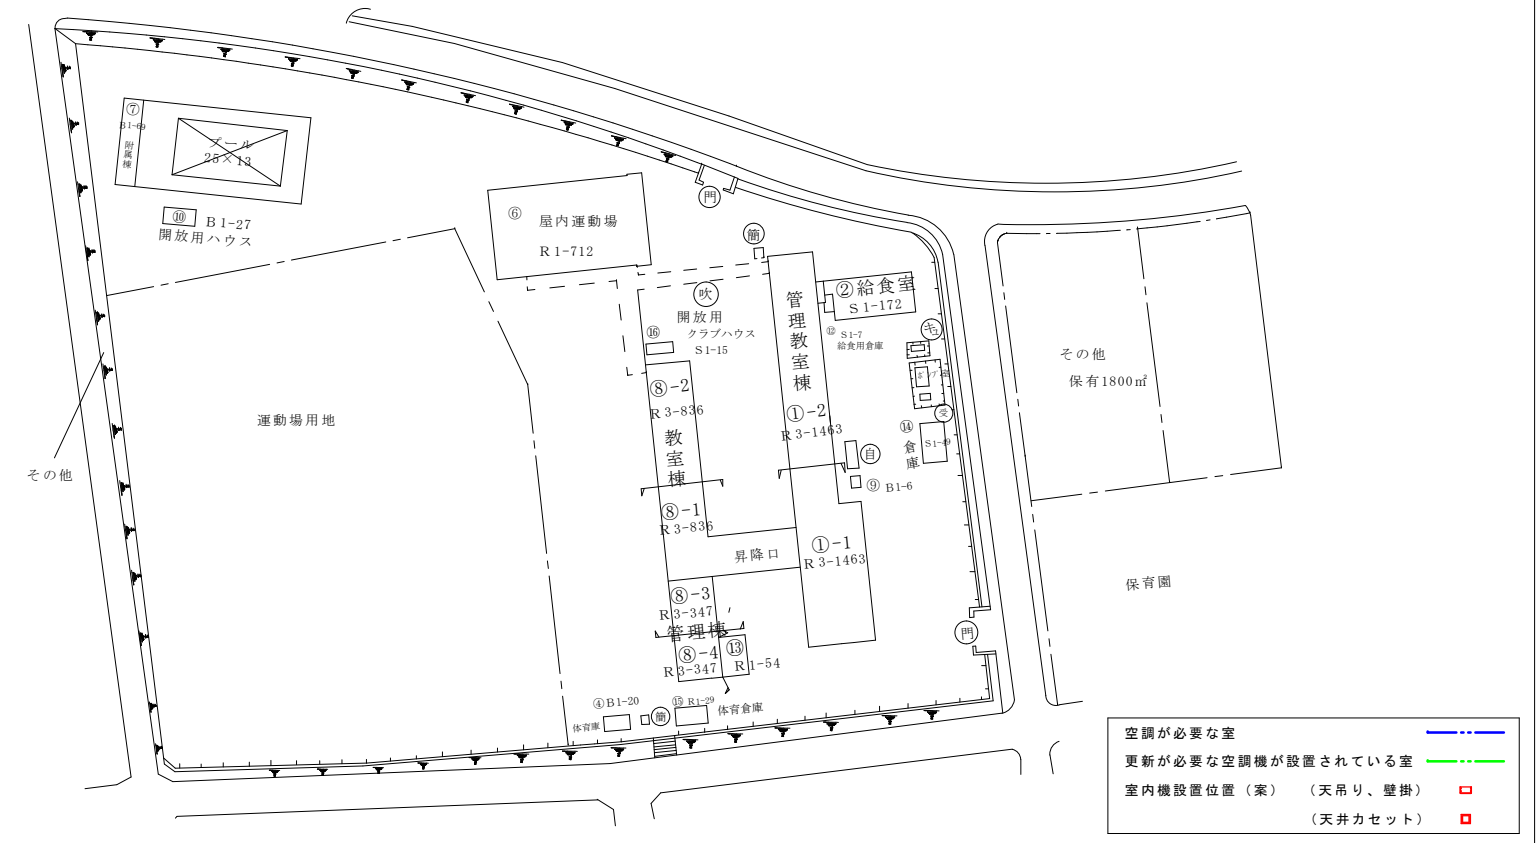 ⑦
B1-69
附属棟
プール
25×13
⑩ B1-27
開放用ハウス
⑥ 屋内運動場
R1-712
門
簡
吹
開放用
クラブハウス
⑯
S1-15
管理教室棟
②給食室
S1-172
⑫ S1-7
給食用倉庫
キュ
ポンプ室
受
その他
保有1800㎡
⑧-2
R3-836
教室棟
①-2
R3-1463
自
⑭
倉庫
S1-49
⑨ B1-6
運動場用地
その他
⑧-1
R3-836
昇降口
①-1
R3-1463
保育園
⑧-3
R3-347
管理棟
⑧-4
R3-347
⑬
R1-54
門
④B1-20
体育庫
簡
⑮ R1-29
体育倉庫
空調が必要な室
更新が必要な空調機が設置されている室
室内機設置位置（案） （天吊り、壁掛）
（天井カセット）